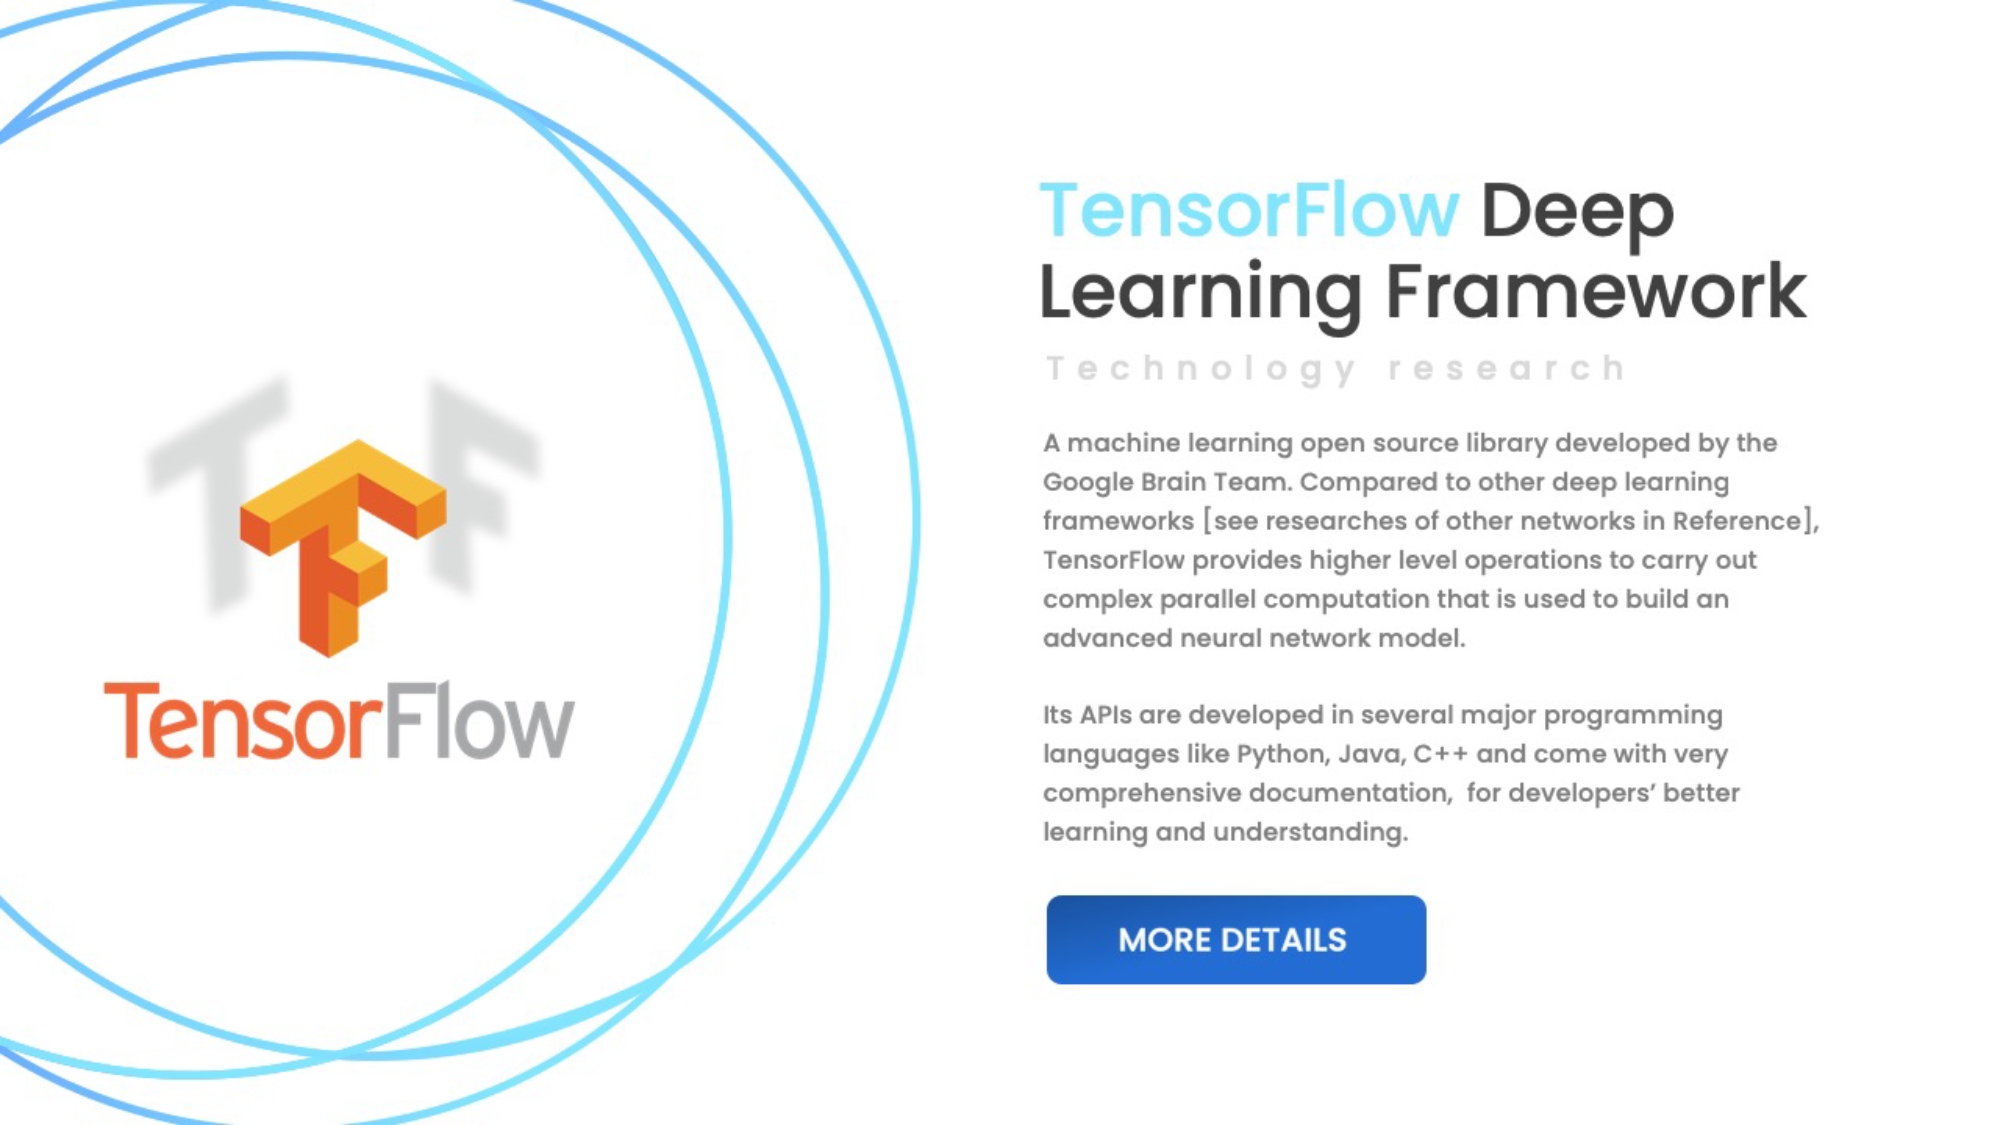 TensorFlow
TensorFlow Deep
Learning Framework
Technology research
A machine learning open source library developed by the
Google Brain Team. Compared to other deep learning
frameworks [see researches of other networks in Reference],
TensorFlow provides higher level operations to carry out
complex parallel computation that is used to build an
advanced neural network model.
Its APIs are developed in several major programming
languages like Python, Java, C++ and come with very
comprehensive documentation,  for developers’ better
learning and understanding.
MORE DETAILS